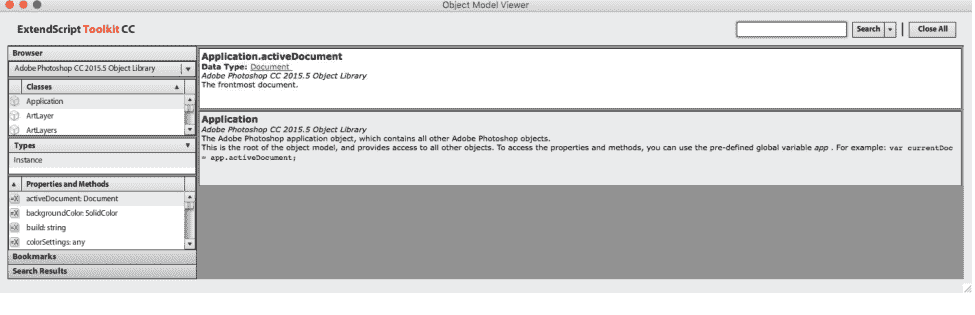 Object Model Viewer
ExtendScript Toolkit CC
Search
Close All
Browser
Adobe Photoshop CC 2015.5 Object Library
Classes
Application
ArtLayer
ArtLayers
Types
Instance
Properties and Methods
activeDocument: Document
backgroundColor: SolidColor
build: string
colorSettings: any
Bookmarks
Search Results
Application.activeDocument
Data Type: Document
Adobe Photoshop CC 2015.5 Object Library
The frontmost document.
Application
Adobe Photoshop CC 2015.5 Object Library
The Adobe Photoshop application object, which contains all other Adobe Photoshop objects.
This is the root of the object model, and provides access to all other objects. To access the properties and methods, you can use the pre-defined global variable app . For example: var currentDoc
= app.activeDocument;